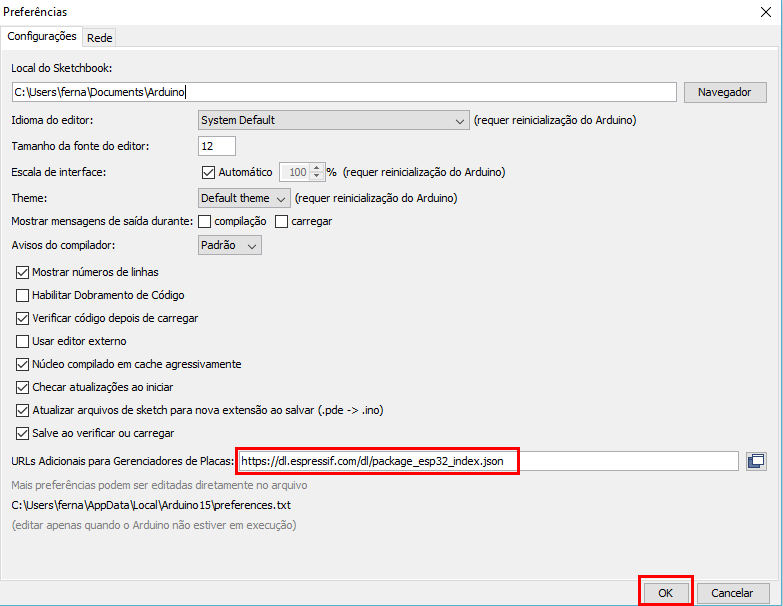 Preferências
Configurações Rede
Local do Sketchbook:
C:\Users\ferna\Documents\Arduino Navegador
Idioma do editor: System Default (requer reinicialização do Arduino)
Tamanho da fonte do editor: 12
Escala de interface: Automático 100 % (requer reinicialização do Arduino)
Theme: Default theme (requer reinicialização do Arduino)
Mostrar mensagens de saída durante: compilação carregar
Avisos do compilador: Padrão
Mostrar números de linhas
Habilitar Dobramento de Código
Verificar código depois de carregar
Usar editor externo
Núcleo compilado em cache agressivamente
Checar atualizações ao iniciar
Atualizar arquivos de sketch para nova extensão ao salvar (.pde -> .ino)
Salve ao verificar ou carregar
URLs Adicionais para Gerenciadores de Placas: https://dl.espressif.com/dl/package_esp32_index.json
Mais preferências podem ser editadas diretamente no arquivo
C:\Users\ferna\AppData\Local\Arduino15\preferences.txt
(editar apenas quando o Arduino não estiver em execução)
OK Cancelar